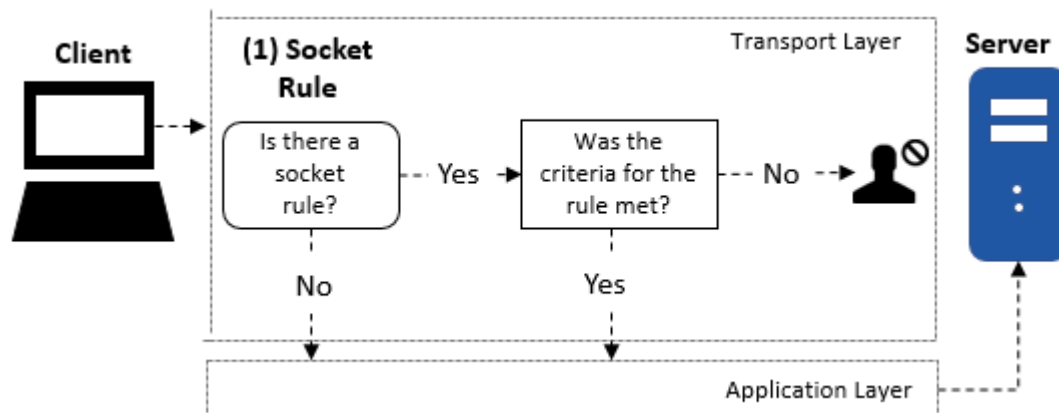 Client
(1) Socket
Rule
Transport Layer
Server
Is there a
socket
rule?
Yes
Was the
criteria for the
rule met?
No
No
Yes
Application Layer